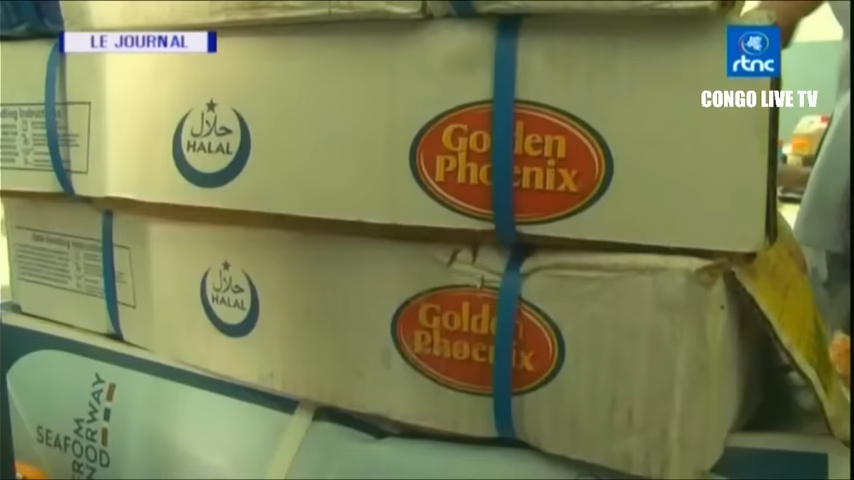 LE JOURNAL
rtnc
CONGO LIVE TV
حلال
HALAL
Golden
Phoenix
حلال
HALAL
Golden
Phoenix
SEAFOOD
FROM
NORWAY